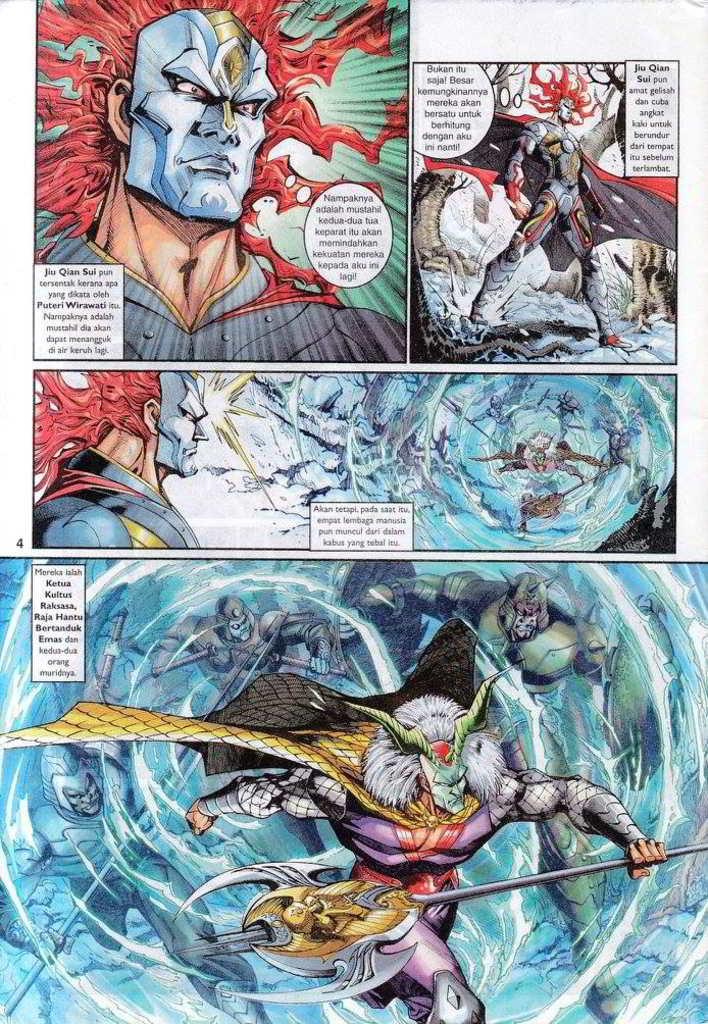 Nampaknya
adalah mustahil
kedua-dua tua
keparat itu akan
memindahkan
kekuatan mereka
kepada aku ini
lagi!
Jiu Qian Sui pun
tersentak kerana apa
yang dikata oleh
Puteri Wirawati itu.
Nampaknya adalah
mustahil dia akan
dapat menangguk
di air keruh lagi.
Bukan itu
saja! Besar
kemungkinannya
mereka akan
bersatu untuk
berhitung
dengan aku
ini nanti!
Jiu Qian
Sui pun
amat gelisah
dan cuba
angkat
kaki untuk
berundur
dari tempat
itu sebelum
terlambat.
Akan tetapi, pada saat itu,
empat lembaga manusia
pun muncul dari dalam
kabus yang tebal itu.
4
Mereka ialah
Ketua
Kultus
Raksasa,
Raja Hantu
Bertanduk
Emas dan
kedua-dua
orang
muridnya.